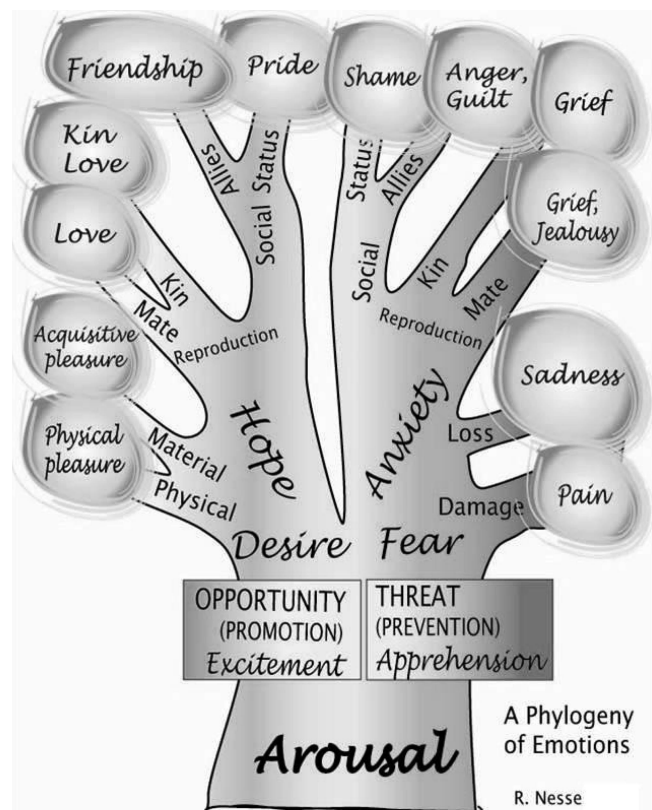 Friendship
Pride
Shame
Anger,
Guilt
Grief
Kin
Love
Love
Grief,
Jealousy
Acquisitive
pleasure
Physical
pleasure
Sadness
Pain
Allies
Status
Social
Status
Allies
Social
Kin
Mate
Reproduction
Kin
Mate
Reproduction
Material
Physical
Loss
Damage
Hope
Anxiety
Desire
Fear
OPPORTUNITY
(PROMOTION)
Excitement
THREAT
(PREVENTION)
Apprehension
Arousal
A Phylogeny
of Emotions
R. Nesse